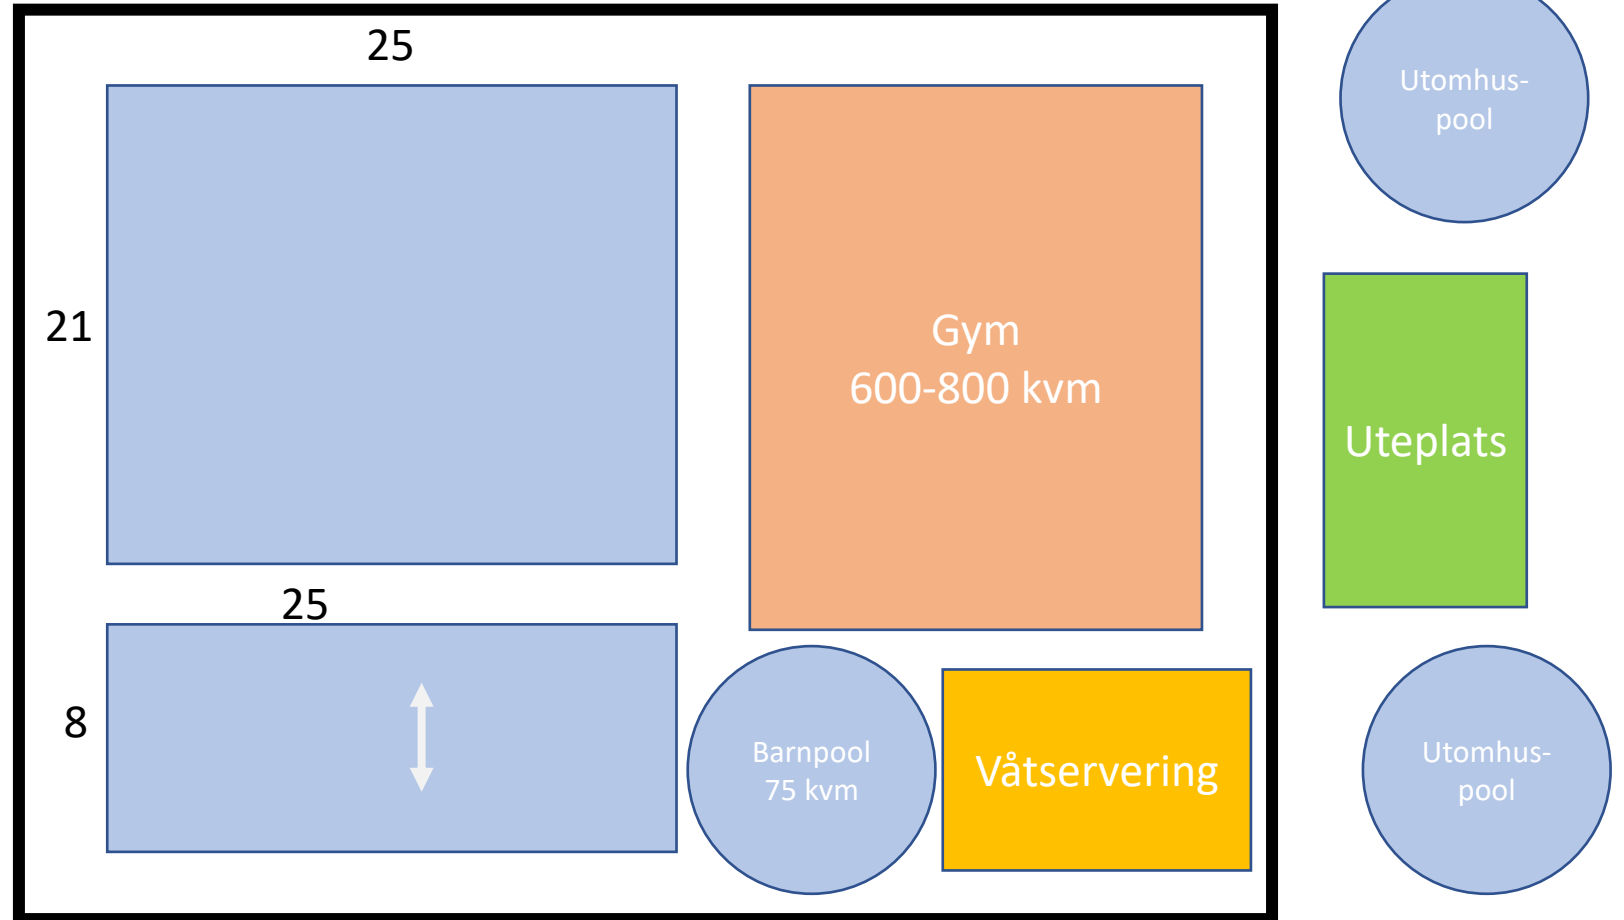 25
21
25
8
Gym
600-800 kvm
Barnpool
75 kvm
Våtservering
Utomhus-
pool
Uteplats
Utomhus-
pool